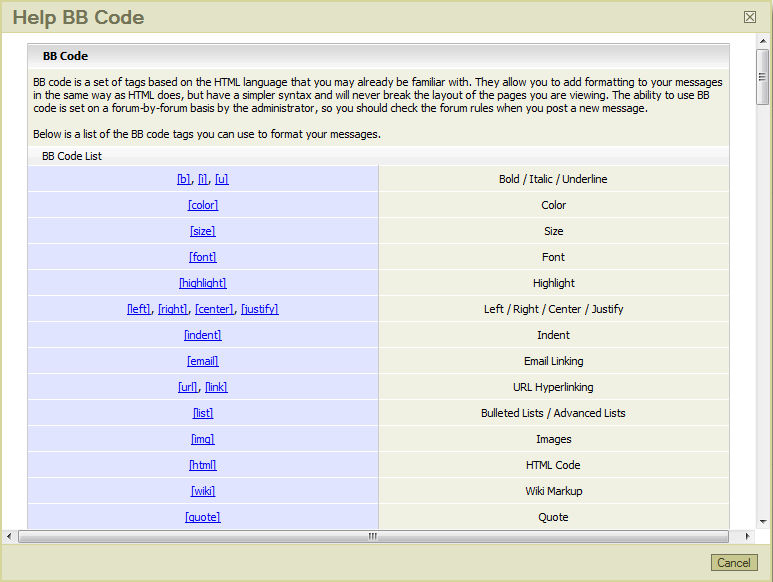 Help BB Code
BB Code
BB code is a set of tags based on the HTML language that you may already be familiar with. They allow you to add formatting to your messages
in the same way as HTML does, but have a simpler syntax and will never break the layout of the pages you are viewing. The ability to use BB
code is set on a forum-by-forum basis by the administrator, so you should check the forum rules when you post a new message.
Below is a list of the BB code tags you can use to format your messages.
BB Code List
[b], [i], [u] Bold / Italic / Underline
[color] Color
[size] Size
[font] Font
[highlight] Highlight
[left], [right], [center], [justify] Left / Right / Center / Justify
[indent] Indent
[email] Email Linking
[url], [link] URL Hyperlinking
[list] Bulleted Lists / Advanced Lists
[img] Images
[html] HTML Code
[wiki] Wiki Markup
[quote] Quote
Cancel